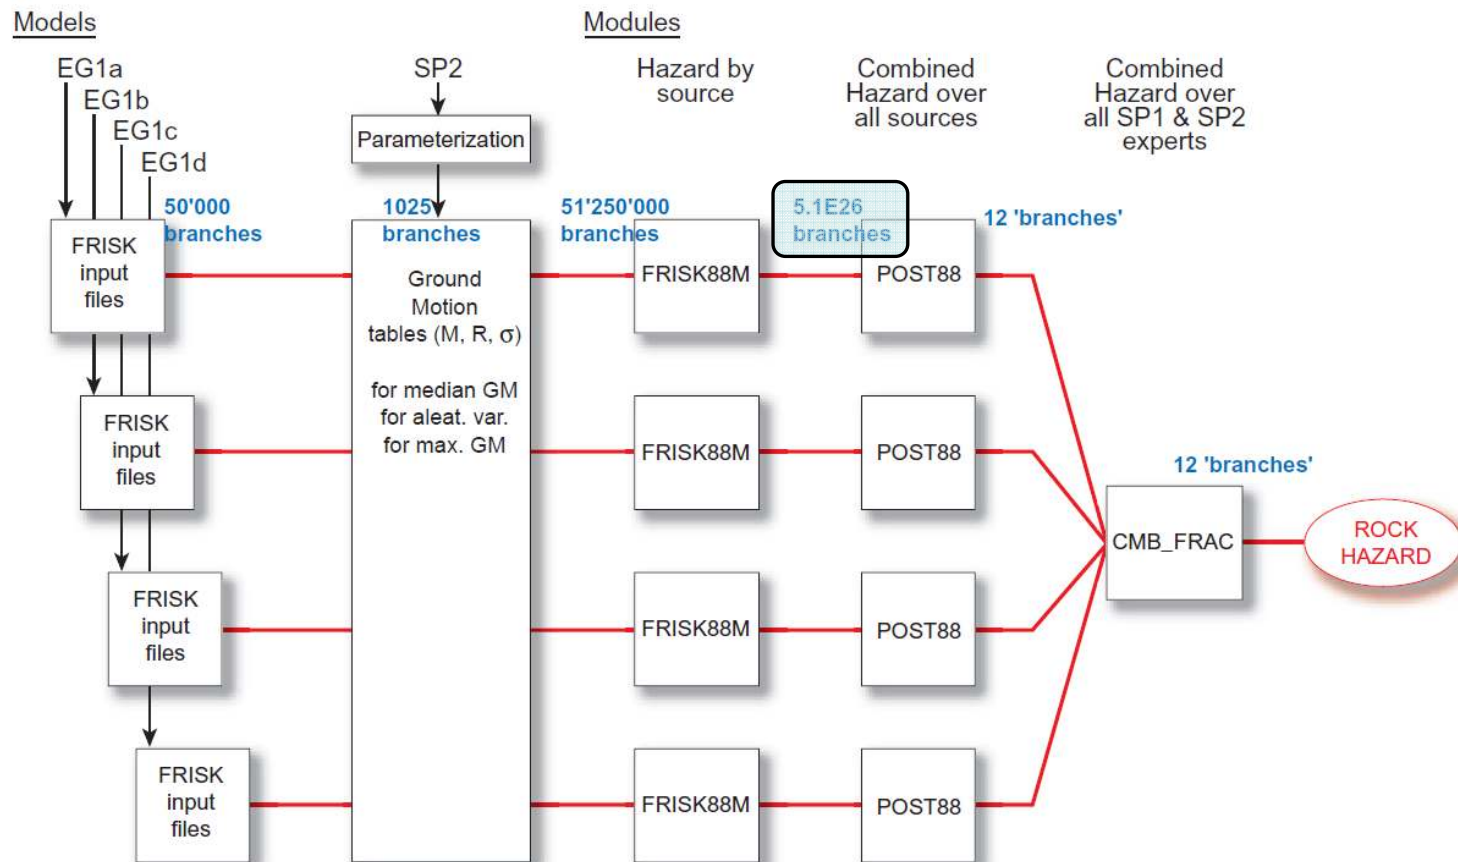 Models
Modules
EG1a
EG1b
EG1c
EG1d
SP2
Parameterization
Hazard by
source
Combined
Hazard over
all sources
Combined
Hazard over
all SP1 & SP2
experts
50'000
branches
1025
branches
51'250'000
branches
5.1E26
branches
12 'branches'
FRISK
input
files
Ground
Motion
tables (M, R, σ)
for median GM
for aleat. var.
for max. GM
FRISK88M
POST88
FRISK
input
files
FRISK88M
POST88
12 'branches'
CMB_FRAC
ROCK
HAZARD
FRISK
input
files
FRISK88M
POST88
FRISK
input
files
FRISK88M
POST88